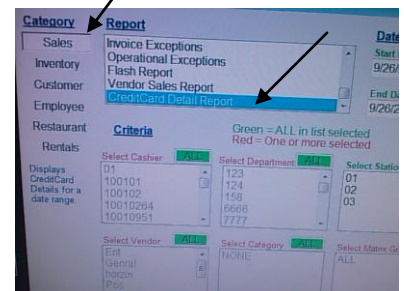 Category
Sales
Inventory
Customer
Employee
Restaurant
Rentals
Displays
CreditCard
Details for a
date range.
Report
Invoice Exceptions
Operational Exceptions
Flash Report
Vendor Sales Report
CreditCard Detail Report
Date
Start
9/26/
End Da
9/26/2
Criteria
Green = ALL in list selected
Red = One or more selected
Select Cashier ALL
01
100101
100102
10010264
10010951
Select Department ALL
123
124
158
6666
7777
Select Statio
01
02
03
Select Vendor ALL
Ent
Genral
horzin
Pos
Select Category ALL
NONE
Select Matrix Gr
ALL